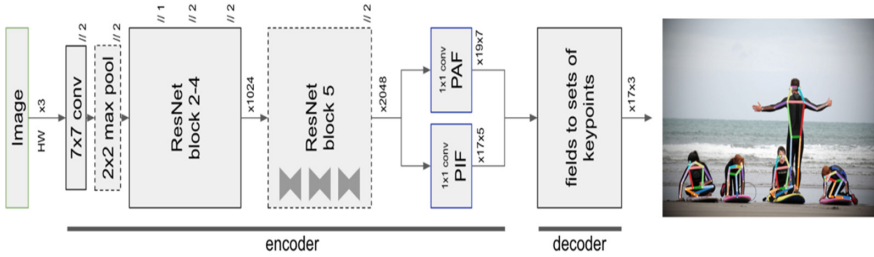 Image
HW x3
7x7 conv
// 2
2x2 max pool
// 2
ResNet
block 2-4
// 1
// 2
// 2
x1024
ResNet
block 5
// 2
x2048
1x1 conv
PAF
x19x7
1x1 conv
PIF
x17x5
fields to sets of
keypoints
x17x3
encoder
decoder